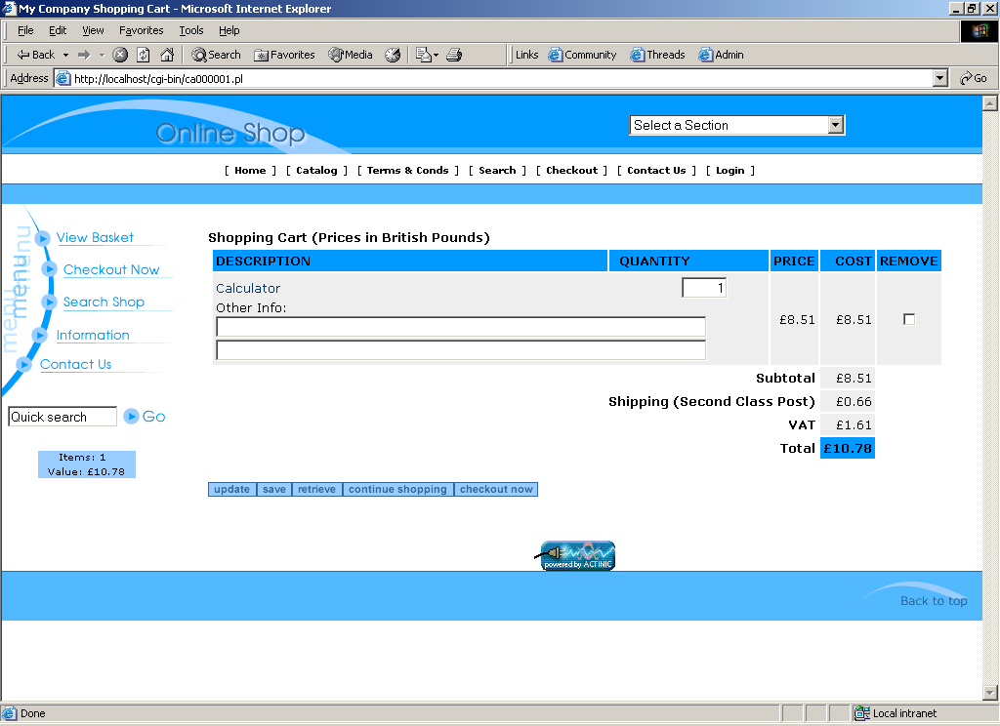 My Company Shopping Cart - Microsoft Internet Explorer
File Edit View Favorites Tools Help
Back Search Favorites Media Links Community Threads Admin
Address http://localhost/cgi-bin/ca000001.pl Go
Online Shop
Select a Section
[ Home ] [ Catalog ] [ Terms & Conds ] [ Search ] [ Checkout ] [ Contact Us ] [ Login ]
menu
menu
menu
View Basket
Checkout Now
Search Shop
Information
Contact Us
Quick search Go
Items: 1
Value: £10.78
Shopping Cart (Prices in British Pounds)
DESCRIPTION QUANTITY PRICE COST REMOVE
Calculator 1
Other Info:
£8.51 £8.51
Subtotal £8.51
Shipping (Second Class Post) £0.66
VAT £1.61
Total £10.78
update save retrieve continue shopping checkout now
powered by ACTINIC
Back to top
Done Local intranet